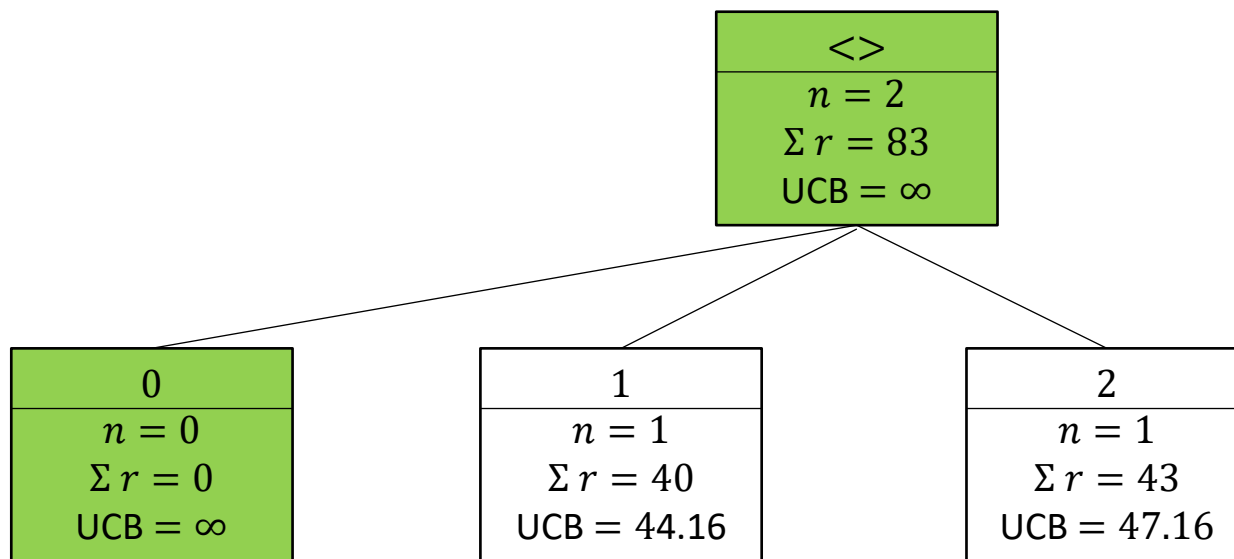 <>
n = 2
Σ r = 83
UCB = ∞
0
n = 0
Σ r = 0
UCB = ∞
1
n = 1
Σ r = 40
UCB = 44.16
2
n = 1
Σ r = 43
UCB = 47.16